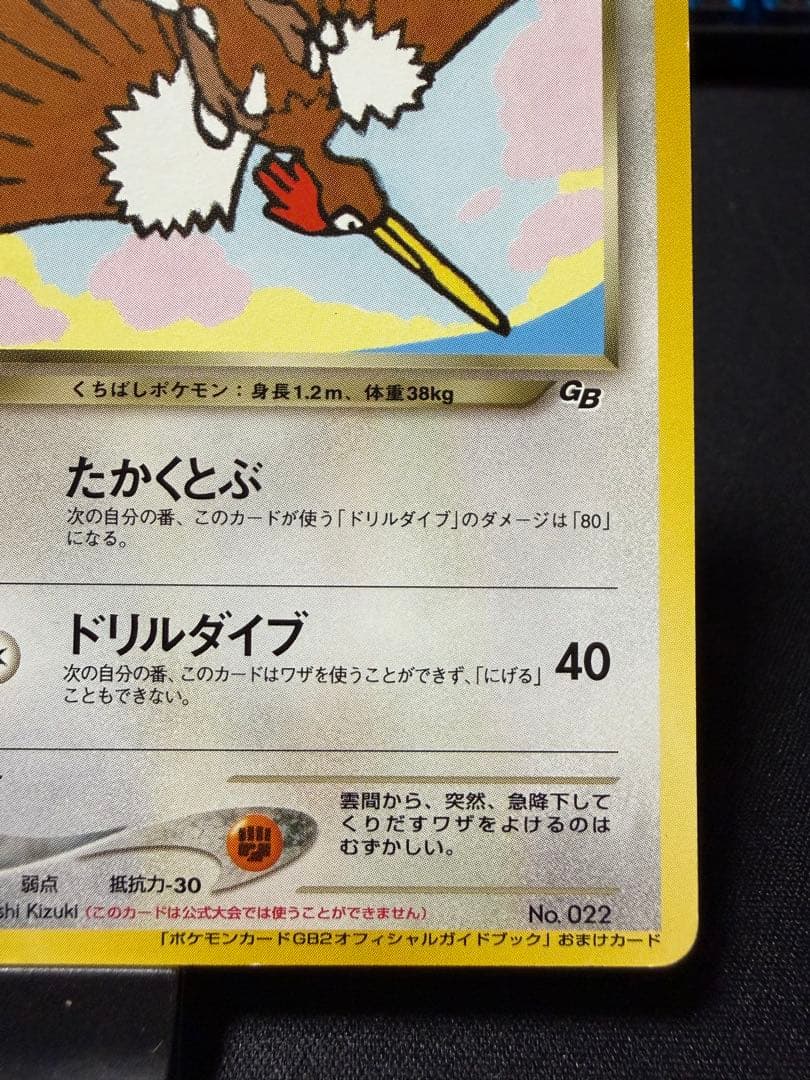 くちばしポケモン：身長1.2m、体重38kg
GB
たかくとぶ
次の自分の番、このカードが使う「ドリルダイブ」のダメージは「80」
になる。
ドリルダイブ
40
次の自分の番、このカードはワザを使うことができず、「にげる」
こともできない。
雲間から、突然、急降下して
くりだすワザをよけるのは
むずかしい。
弱点 抵抗力-30
shi Kizuki (このカードは公式大会では使うことができません) No. 022
「ポケモンカードGB2オフィシャルガイドブック」おまけカード